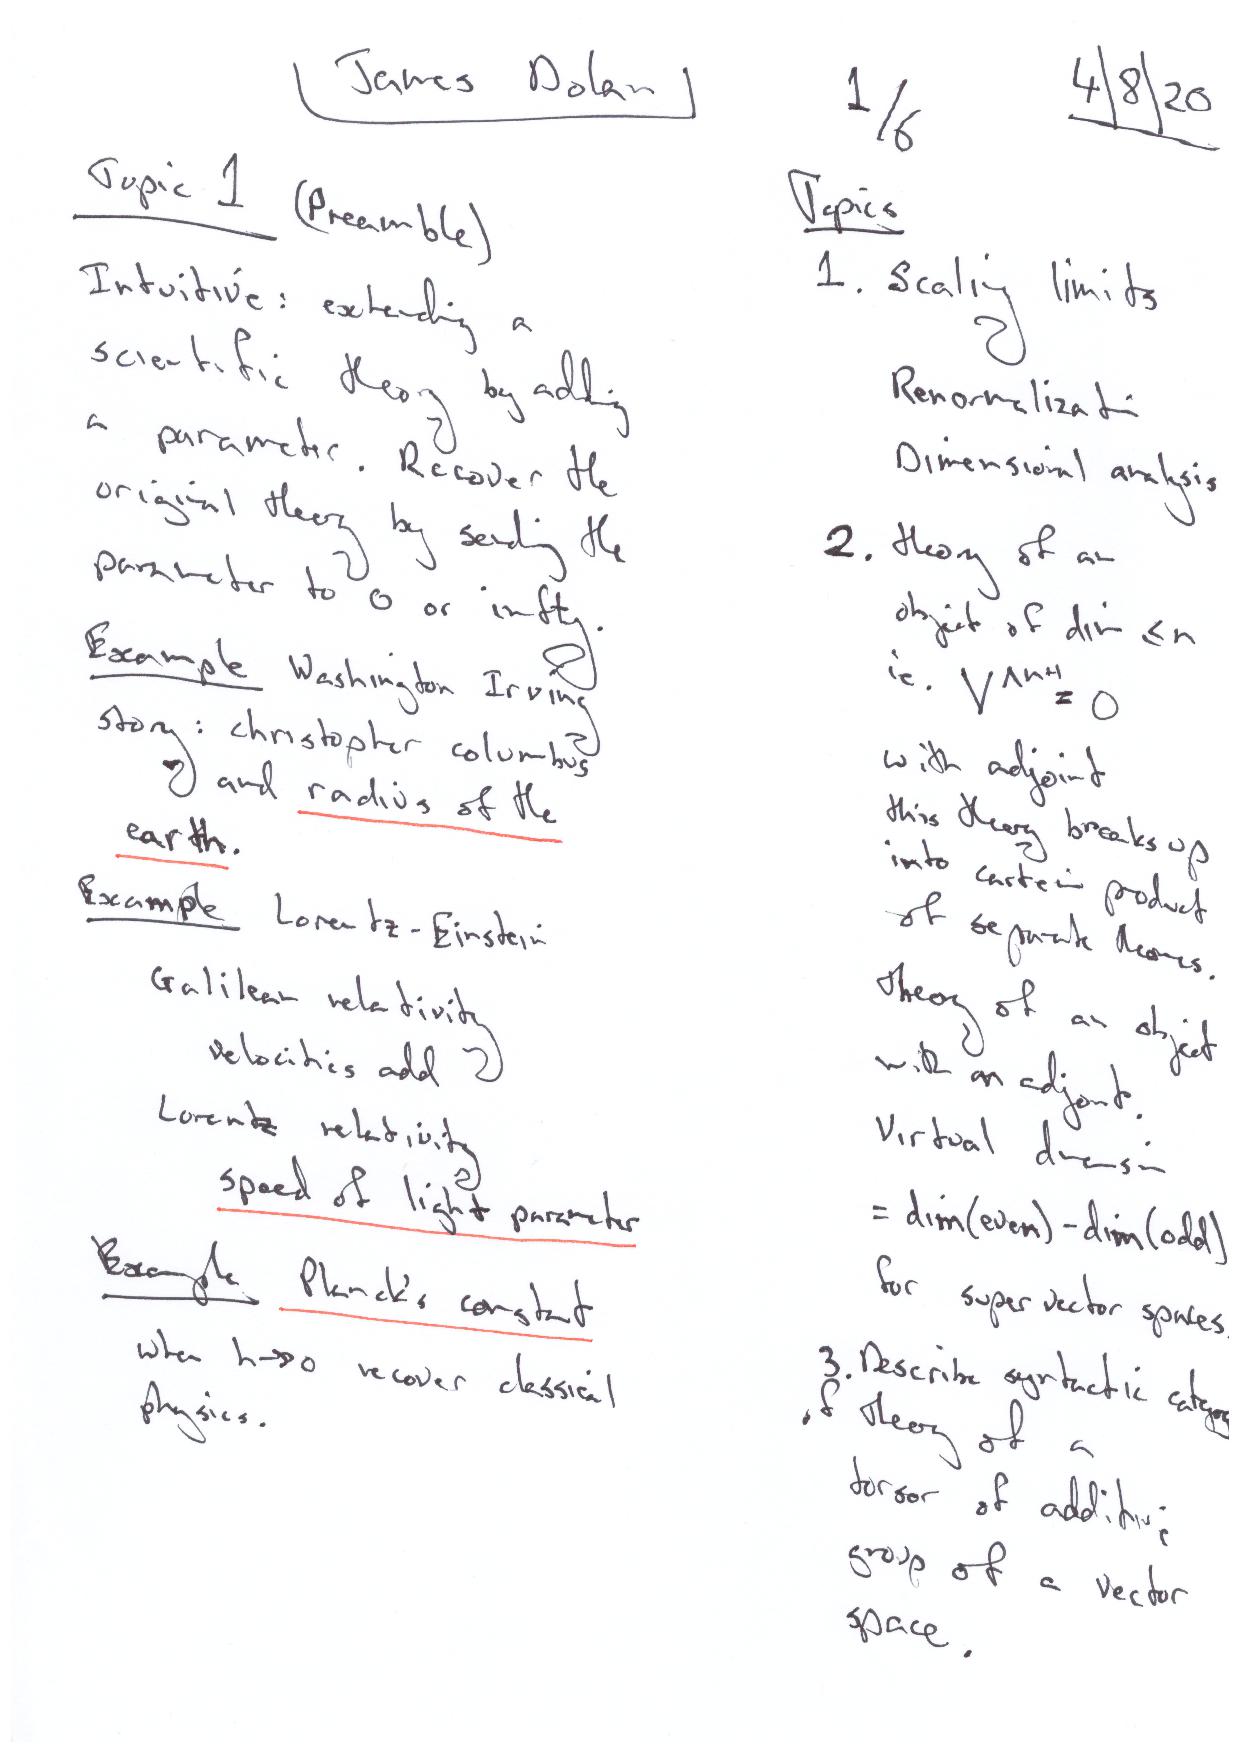 James Dolan
1/6
4/8/20
Topic 1 (Preamble)
Intuitive: extending a
scientific theory by adding
a parameter. Recover the
original theory by sending the
parameter to 0 or infty.
Example Washington Irving
story: christopher columbus
and radius of the
earth.
Example Lorentz-Einstein
Galilean relativity
velocities add
Lorentz relativity
speed of light parameter
Example Planck's constant
when h→0 recover classical
physics.
Topics
1. Scaling limits
Renormalization
Dimensional analysis
2. theory of an
object of dim ≤n
ie. V^∧n+1 = 0
with adjoint
this theory breaks up
into cartesin product
of separate theories.
theory of an object
with an adjoint.
Virtual dimension
= dim(even) - dim(odd)
for super vector spaces.
3. Describe syntactic category
of theory of a
torsor of additive
group of a vector
space.